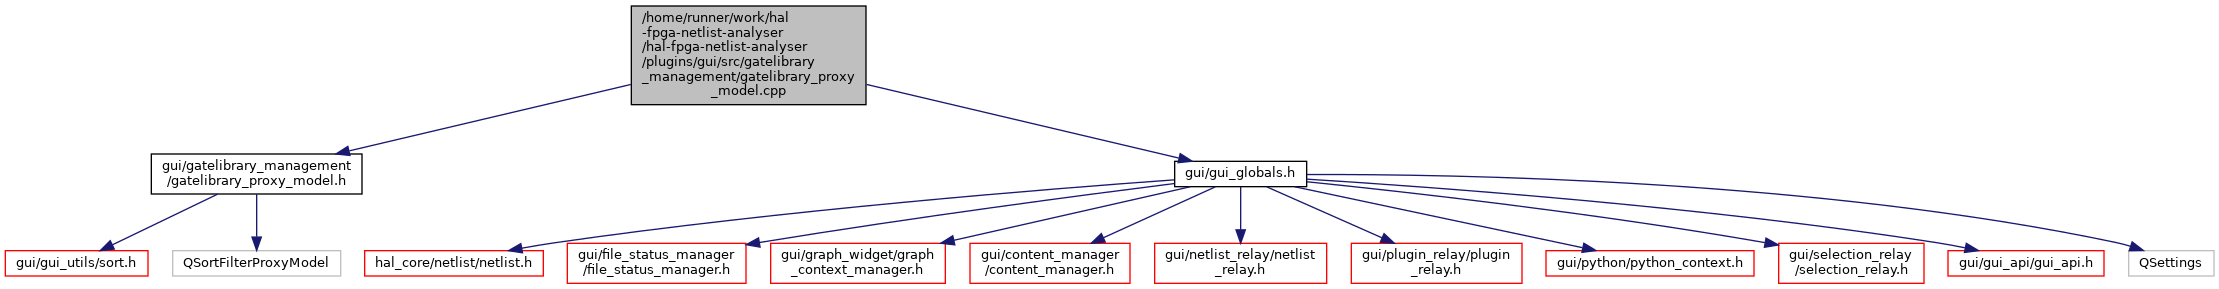 /home/runner/work/hal
-fpga-netlist-analyser
/hal-fpga-netlist-analyser
/plugins/gui/src/gatelibrary
_management/gatelibrary_proxy
_model.cpp
gui/gatelibrary_management
/gatelibrary_proxy_model.h
gui/gui_globals.h
gui/gui_utils/sort.h
QSortFilterProxyModel
hal_core/netlist/netlist.h
gui/file_status_manager
/file_status_manager.h
gui/graph_widget/graph
_context_manager.h
gui/content_manager
/content_manager.h
gui/netlist_relay/netlist
_relay.h
gui/plugin_relay/plugin
_relay.h
gui/python/python_context.h
gui/selection_relay
/selection_relay.h
gui/gui_api/gui_api.h
QSettings